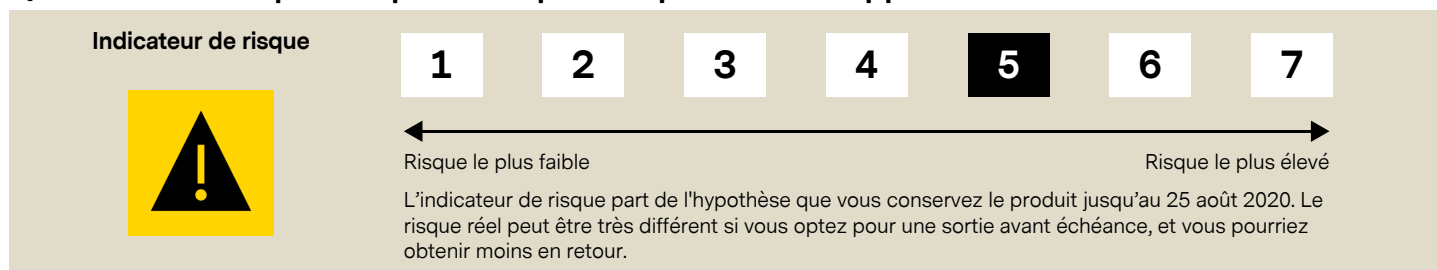 Indicateur de risque
1 2 3 4 5 6 7
Risque le plus faible
Risque le plus élevé
L'indicateur de risque part de l'hypothèse que vous conservez le produit jusqu'au 25 août 2020. Le
risque réel peut être très différent si vous optez pour une sortie avant échéance, et vous pourriez
obtenir moins en retour.